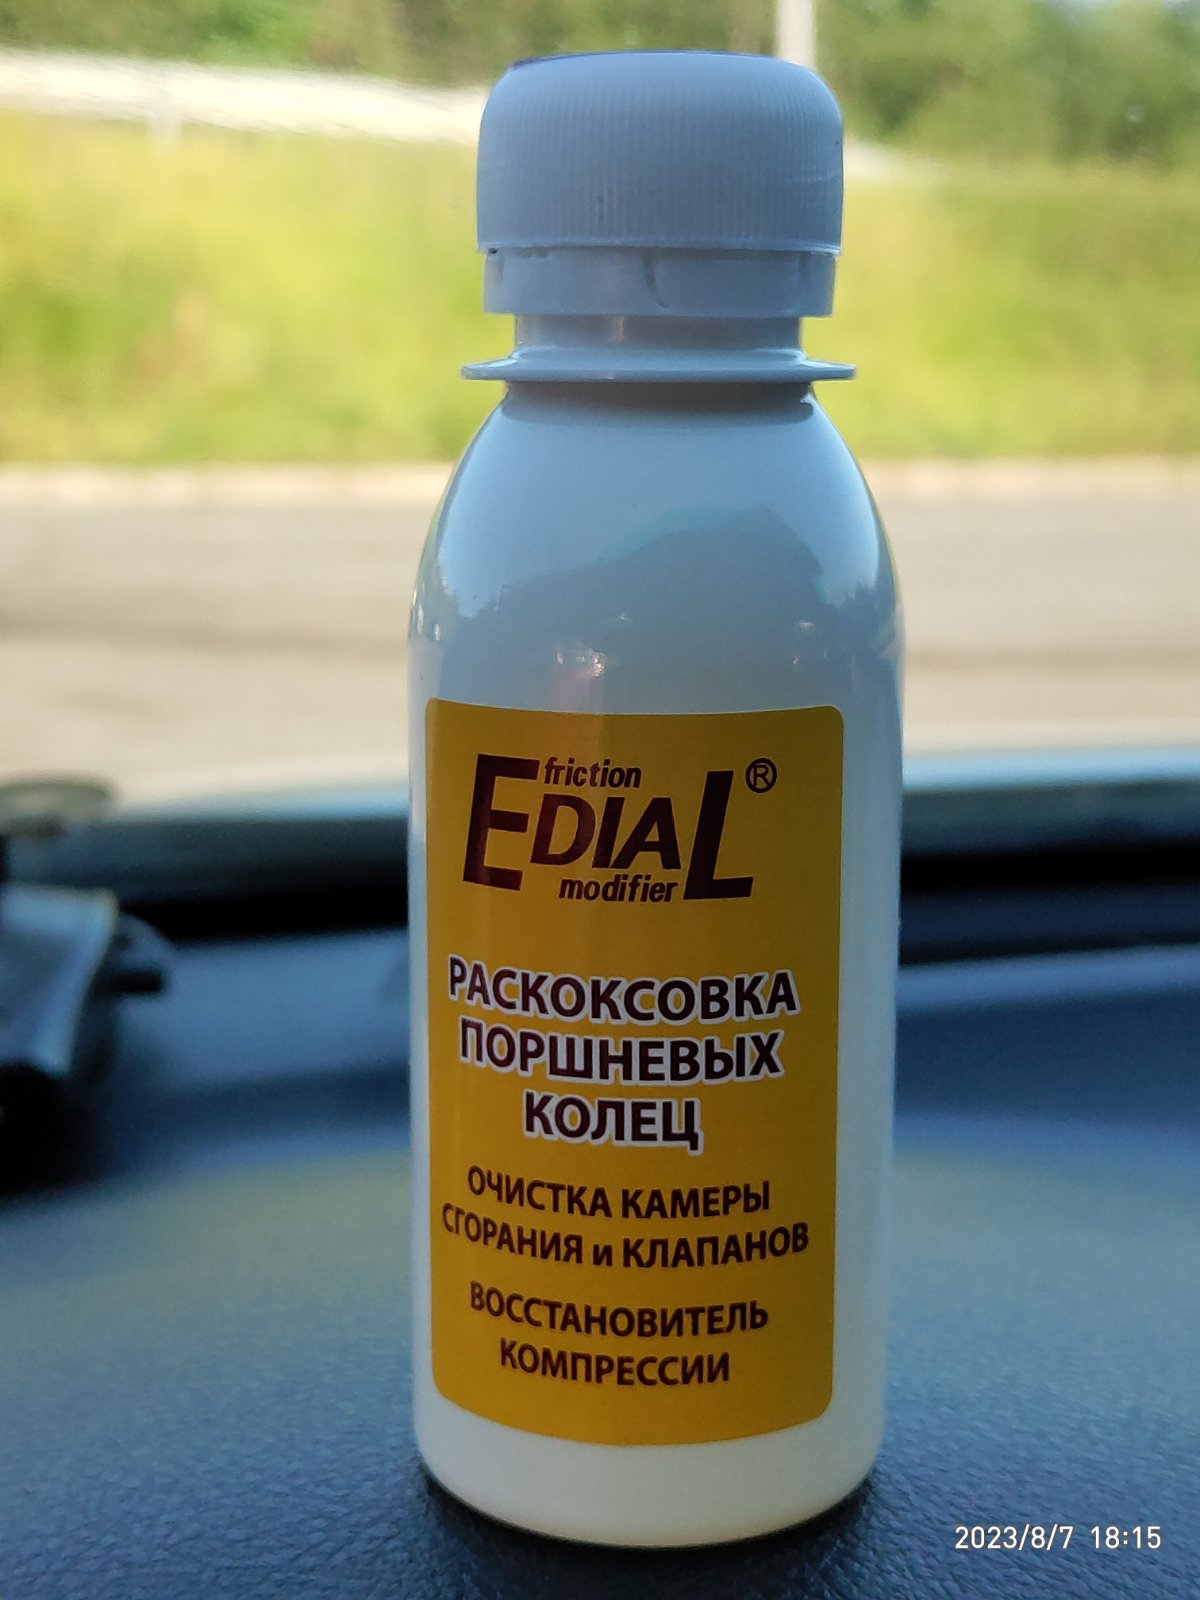 friction
EDIAL®
modifier
РАСКОКСОВКА
ПОРШНЕВЫХ
КОЛЕЦ
ОЧИСТКА КАМЕРЫ
СГОРАНИЯ и КЛАПАНОВ
ВОССТАНОВИТЕЛЬ
КОМПРЕССИИ
2023/8/7 18:15